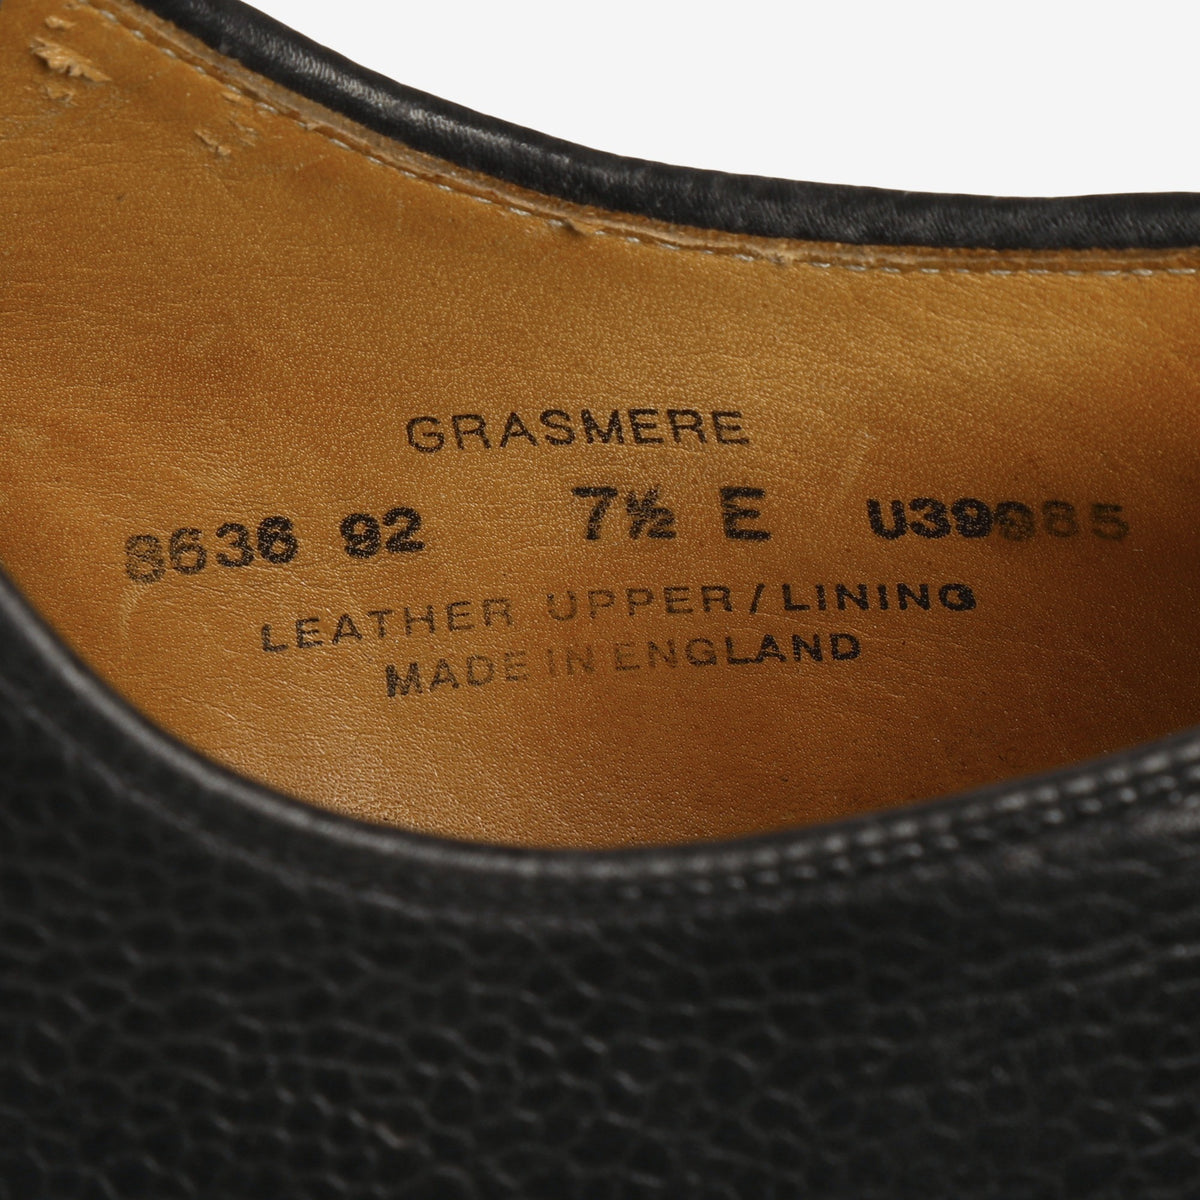 GRASMERE
8636 92 7½ E U39985
LEATHER UPPER/LINING
MADE IN ENGLAND